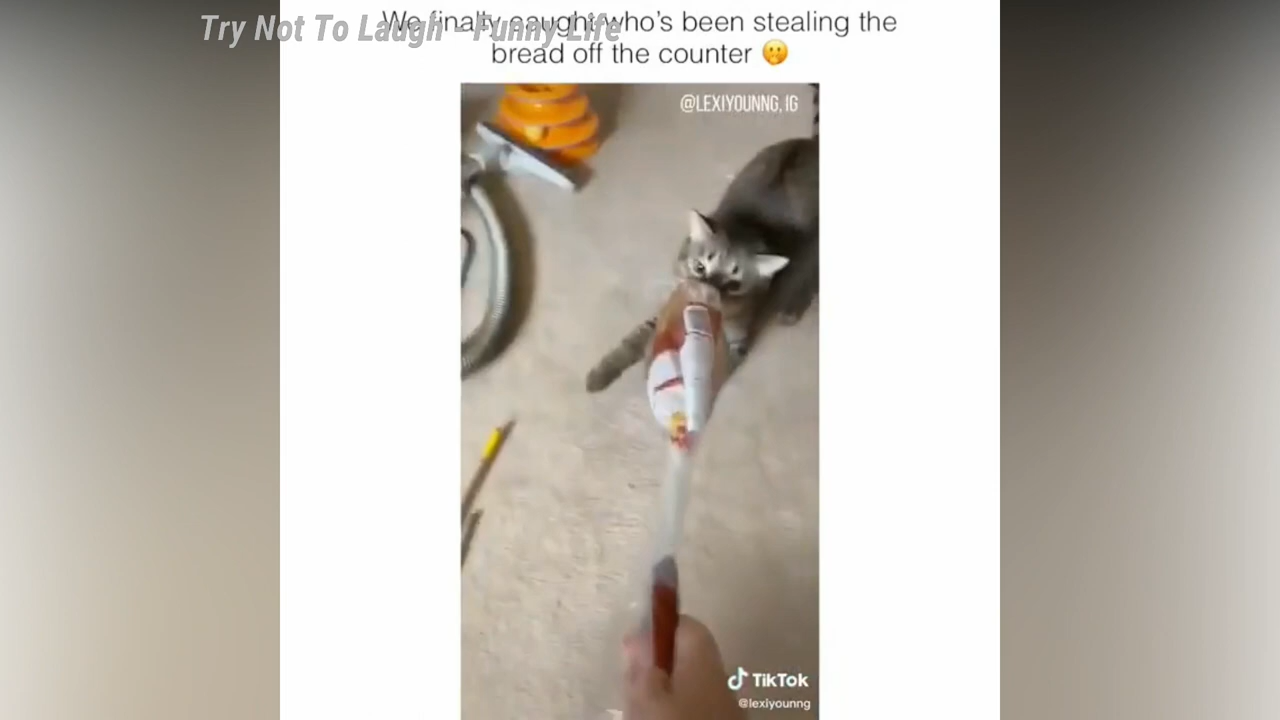 Try Not To Laugh - Funny Life
We finally caught who's been stealing the
bread off the counter 🤭
@LEXIYOUNNG, IG
TikTok
@lexiyounng